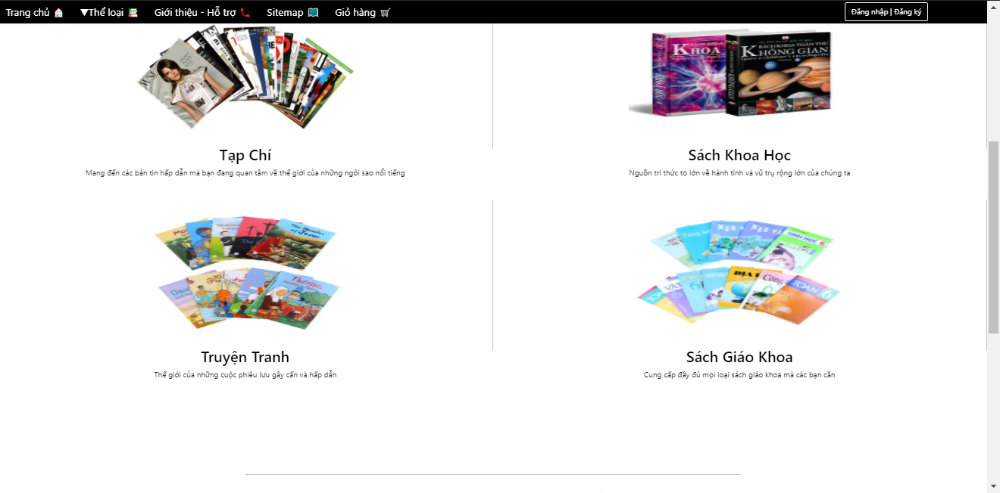 Trang chủ 🏠 ▼Thể loại 📚 Giới thiệu - Hỗ trợ 📞 Sitemap 🗺️ Giỏ hàng 🛒 Đăng nhập | Đăng ký
KHOA
BÁCH KHOA TOÀN THƯ
KHÔNG GIAN
Tạp Chí
Mang đến các bản tin hấp dẫn mà bạn đang quan tâm về thế giới của những ngôi sao nổi tiếng
Sách Khoa Học
Nguồn tri thức to lớn về hành tinh và vũ trụ rộng lớn của chúng ta
The Miracles
of Jesus
SINH HỌC 6
TOÁN 6
Truyện Tranh
Thế giới của những cuộc phiêu lưu gây cấn và hấp dẫn
Sách Giáo Khoa
Cung cấp đầy đủ mọi loại sách giáo khoa mà các bạn cần